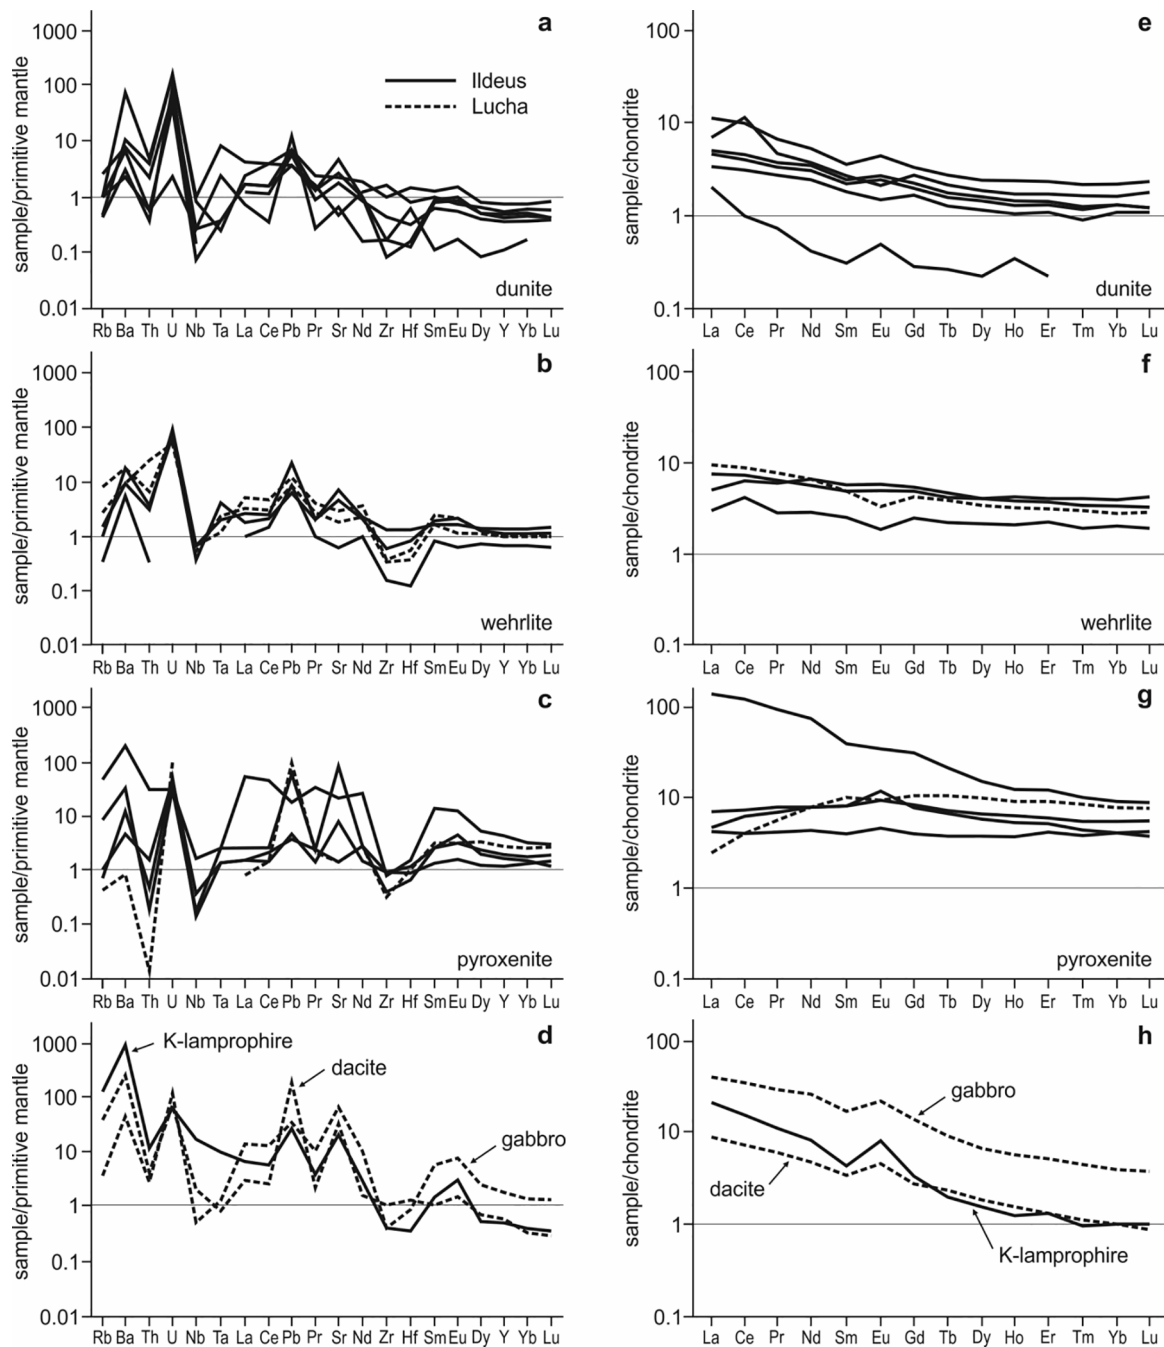 a
1000
100
10
1
0.1
0.01
sample/primitive mantle
Ildeus
Lucha
dunite
Rb Ba Th U Nb Ta La Ce Pb Pr Sr Nd Zr Hf Sm Eu Dy Y Yb Lu
e
100
10
1
0.1
sample/chondrite
dunite
La Ce Pr Nd Sm Eu Gd Tb Dy Ho Er Tm Yb Lu
b
1000
100
10
1
0.1
0.01
sample/primitive mantle
wehrlite
Rb Ba Th U Nb Ta La Ce Pb Pr Sr Nd Zr Hf Sm Eu Dy Y Yb Lu
f
100
10
1
0.1
sample/chondrite
wehrlite
La Ce Pr Nd Sm Eu Gd Tb Dy Ho Er Tm Yb Lu
c
1000
100
10
1
0.1
0.01
sample/primitive mantle
pyroxenite
Rb Ba Th U Nb Ta La Ce Pb Pr Sr Nd Zr Hf Sm Eu Dy Y Yb Lu
g
100
10
1
0.1
sample/chondrite
pyroxenite
La Ce Pr Nd Sm Eu Gd Tb Dy Ho Er Tm Yb Lu
d
1000
100
10
1
0.1
0.01
sample/primitive mantle
K-lamprophire
dacite
gabbro
Rb Ba Th U Nb Ta La Ce Pb Pr Sr Nd Zr Hf Sm Eu Dy Y Yb Lu
h
100
10
1
0.1
sample/chondrite
gabbro
dacite
K-lamprophire
La Ce Pr Nd Sm Eu Gd Tb Dy Ho Er Tm Yb Lu